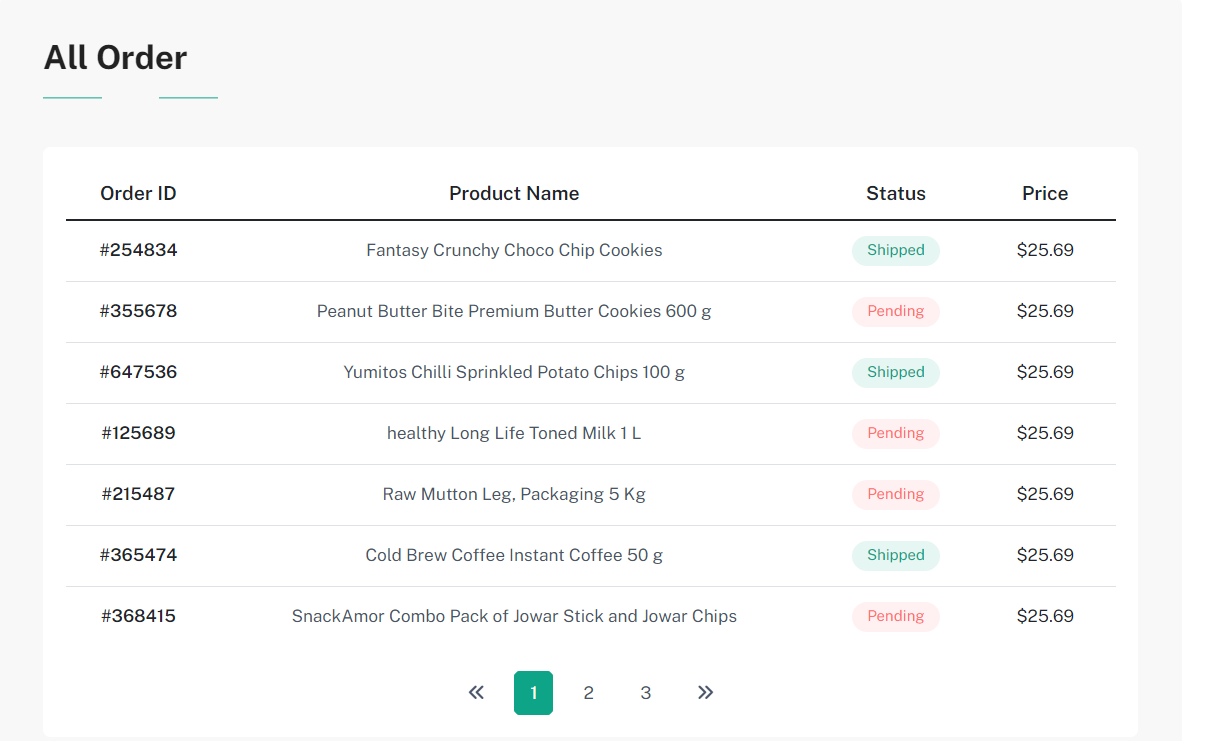 All Order
Order ID Product Name Status Price
#254834 Fantasy Crunchy Choco Chip Cookies Shipped $25.69
#355678 Peanut Butter Bite Premium Butter Cookies 600 g Pending $25.69
#647536 Yumitos Chilli Sprinkled Potato Chips 100 g Shipped $25.69
#125689 healthy Long Life Toned Milk 1 L Pending $25.69
#215487 Raw Mutton Leg, Packaging 5 Kg Pending $25.69
#365474 Cold Brew Coffee Instant Coffee 50 g Shipped $25.69
#368415 SnackAmor Combo Pack of Jowar Stick and Jowar Chips Pending $25.69
« 1 2 3 »